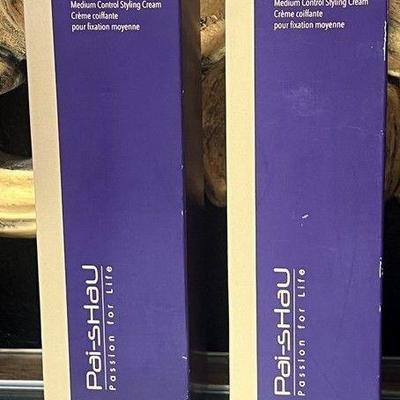 Medium Control Styling Cream
Crème coiffante
pour fixation moyenne
Pai-sHaU
Passion for Life
Medium Control Styling Cream
Crème coiffante
pour fixation moyenne
Pai-sHaU
Passion for Life